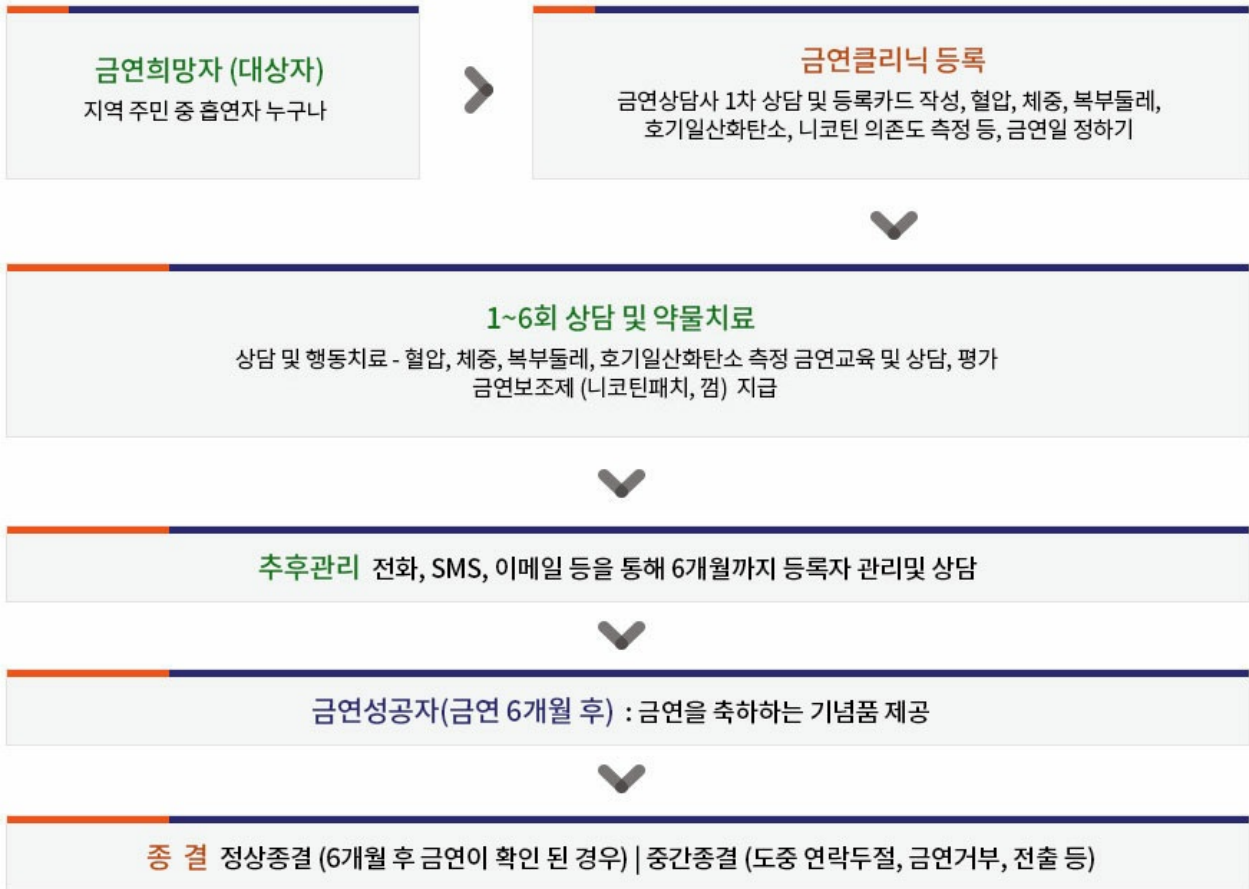 금연희망자 (대상자)
지역 주민 중 흡연자 누구나
금연클리닉 등록
금연상담사 1차 상담 및 등록카드 작성, 혈압, 체중, 복부둘레,
호기일산화탄소, 니코틴 의존도 측정 등, 금연일 정하기
1~6회 상담 및 약물치료
상담 및 행동치료 - 혈압, 체중, 복부둘레, 호기일산화탄소 측정 금연교육 및 상담, 평가
금연보조제 (니코틴패치, 껌) 지급
추후관리 전화, SMS, 이메일 등을 통해 6개월까지 등록자 관리및 상담
금연성공자(금연 6개월 후) : 금연을 축하하는 기념품 제공
종 결 정상종결 (6개월 후 금연이 확인 된 경우) | 중간종결 (도중 연락두절, 금연거부, 전출 등)